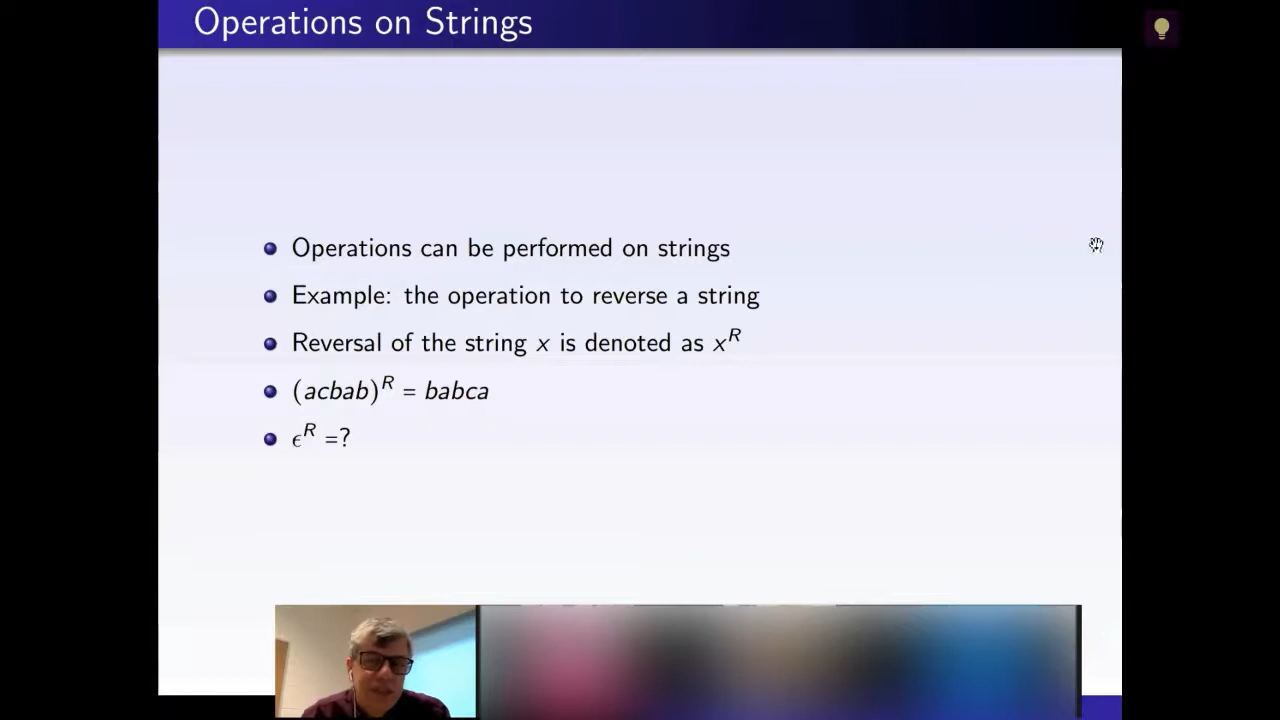 Operations on Strings
Operations can be performed on strings
Example: the operation to reverse a string
Reversal of the string x is denoted as x^R
(acbab)^R = babca
ϵ^R =?